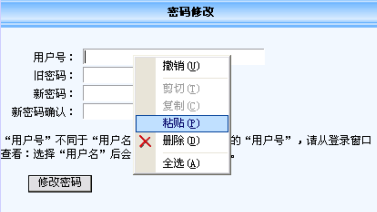 密码修改
用户号：
旧密码：
新密码：
新密码确认：
撤销(U)
剪切(T)
复制(C)
粘贴(P)
删除(D)
全选(A)
“用户号”不同于“用户名 的“用户号”，请从登录窗口
查看：选择“用户名”后会 。
修改密码